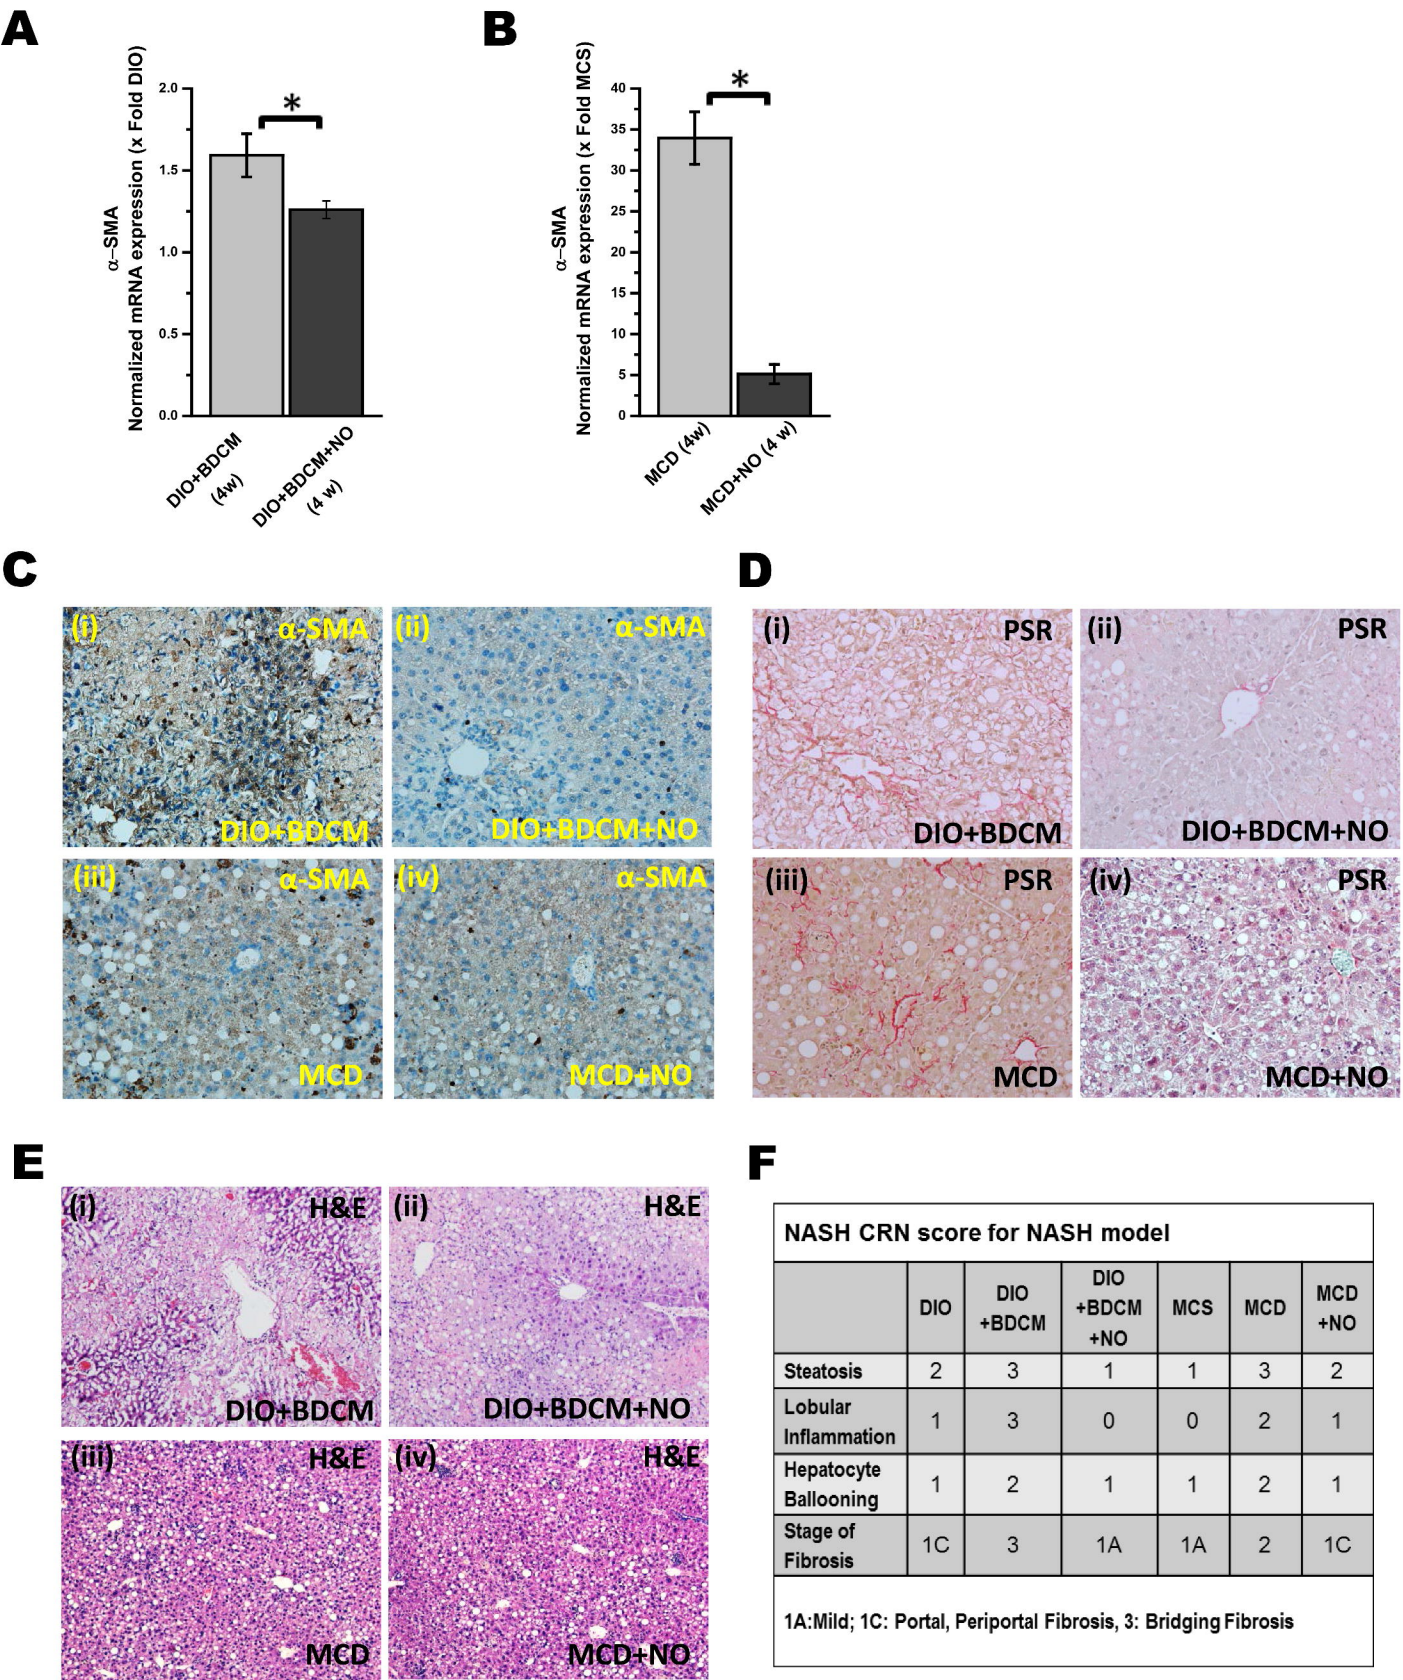 A
α−SMA
Normalized mRNA expression (x Fold DIO)
2.0
1.5
1.0
0.5
0.0
*
DIO+BDCM
(4w)
DIO+BDCM+NO
(4 w)
B
α−SMA
Normalized mRNA expression (x Fold MCS)
40
35
30
25
20
15
10
5
0
*
MCD (4w)
MCD+NO (4 w)
C
(i) α-SMA
DIO+BDCM
(ii) α-SMA
DIO+BDCM+NO
(iii) α-SMA
MCD
(iv) α-SMA
MCD+NO
D
(i) PSR
DIO+BDCM
(ii) PSR
DIO+BDCM+NO
(iii) PSR
MCD
(iv) PSR
MCD+NO
E
(i) H&E
DIO+BDCM
(ii) H&E
DIO+BDCM+NO
(iii) H&E
MCD
(iv) H&E
MCD+NO
F
NASH CRN score for NASH model
DIO
DIO
+BDCM
DIO
+BDCM
+NO
MCS
MCD
MCD
+NO
Steatosis 2 3 1 1 3 2
Lobular
Inflammation 1 3 0 0 2 1
Hepatocyte
Ballooning 1 2 1 1 2 1
Stage of
Fibrosis 1C 3 1A 1A 2 1C
1A:Mild; 1C: Portal, Periportal Fibrosis, 3: Bridging Fibrosis